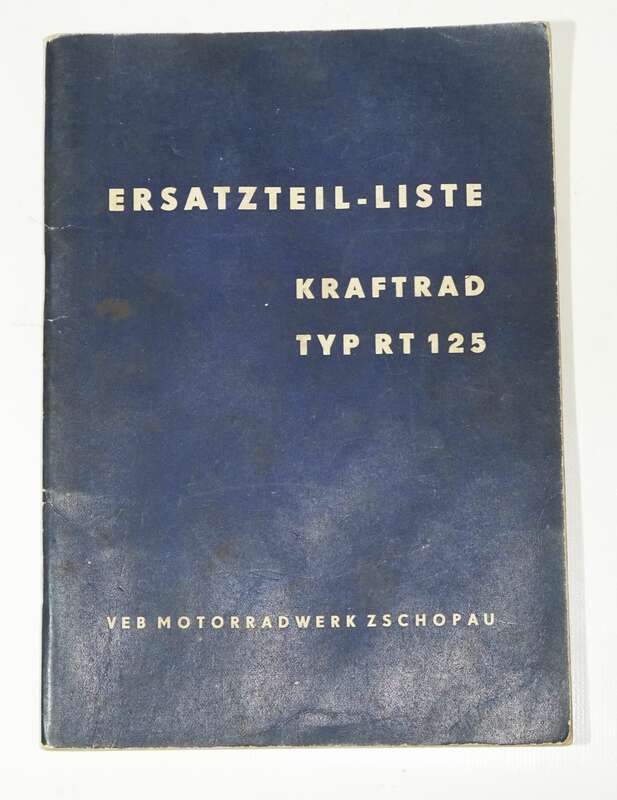 ERSATZTEIL-LISTE
KRAFTRAD
TYP RT 125
VEB MOTORRADWERK ZSCHOPAU